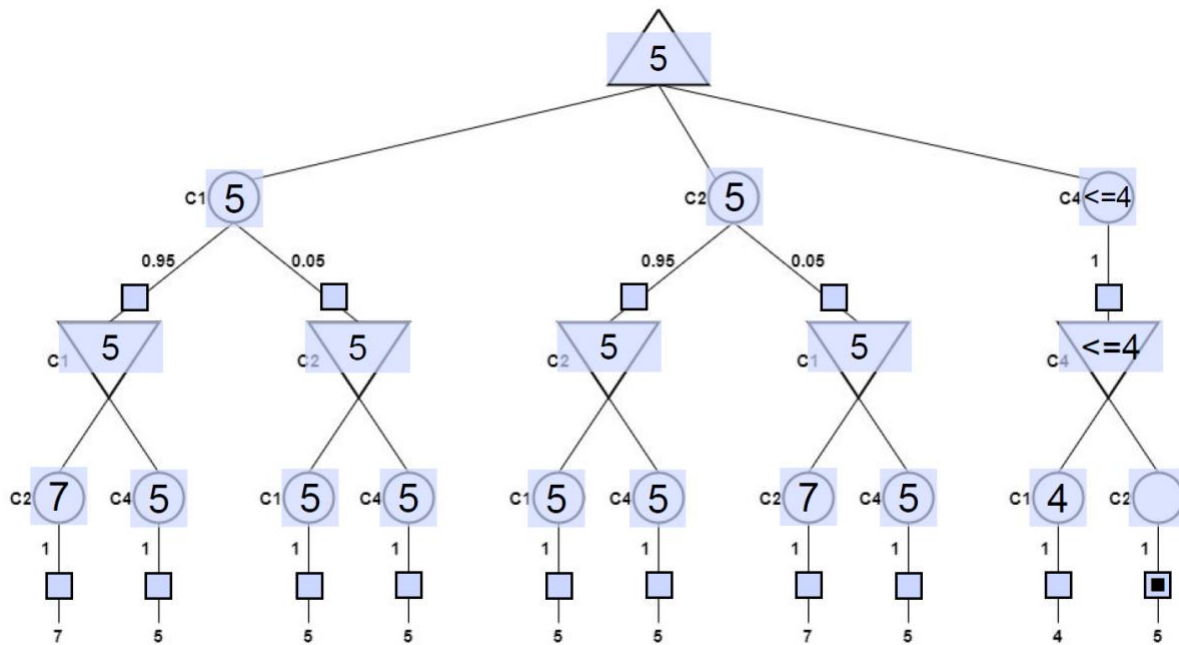 5
C1 5 C2 5 C4 <=4
0.95 0.05 0.95 0.05 1
C1 5 C2 5 C2 5 C1 5 C4 <=4
C2 7 C4 5 C1 5 C4 5 C1 5 C4 5 C2 7 C4 5 C1 4 C2
1 1 1 1 1 1 1 1 1 1
7 5 5 5 5 5 7 5 4 5